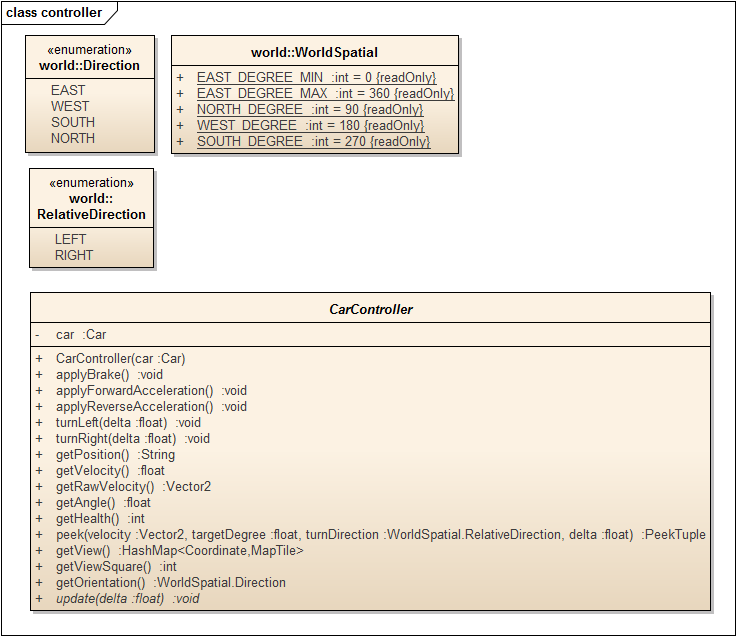 class controller
«enumeration»
world::Direction
EAST
WEST
SOUTH
NORTH
world::WorldSpatial
+ EAST_DEGREE_MIN :int = 0 {readOnly}
+ EAST_DEGREE_MAX :int = 360 {readOnly}
+ NORTH_DEGREE :int = 90 {readOnly}
+ WEST_DEGREE :int = 180 {readOnly}
+ SOUTH_DEGREE :int = 270 {readOnly}
«enumeration»
world::
RelativeDirection
LEFT
RIGHT
CarController
- car :Car
+ CarController(car :Car)
+ applyBrake() :void
+ applyForwardAcceleration() :void
+ applyReverseAcceleration() :void
+ turnLeft(delta :float) :void
+ turnRight(delta :float) :void
+ getPosition() :String
+ getVelocity() :float
+ getRawVelocity() :Vector2
+ getAngle() :float
+ getHealth() :int
+ peek(velocity :Vector2, targetDegree :float, turnDirection :WorldSpatial.RelativeDirection, delta :float) :PeekTuple
+ getView() :HashMap<Coordinate,MapTile>
+ getViewSquare() :int
+ getOrientation() :WorldSpatial.Direction
+ update(delta :float) :void